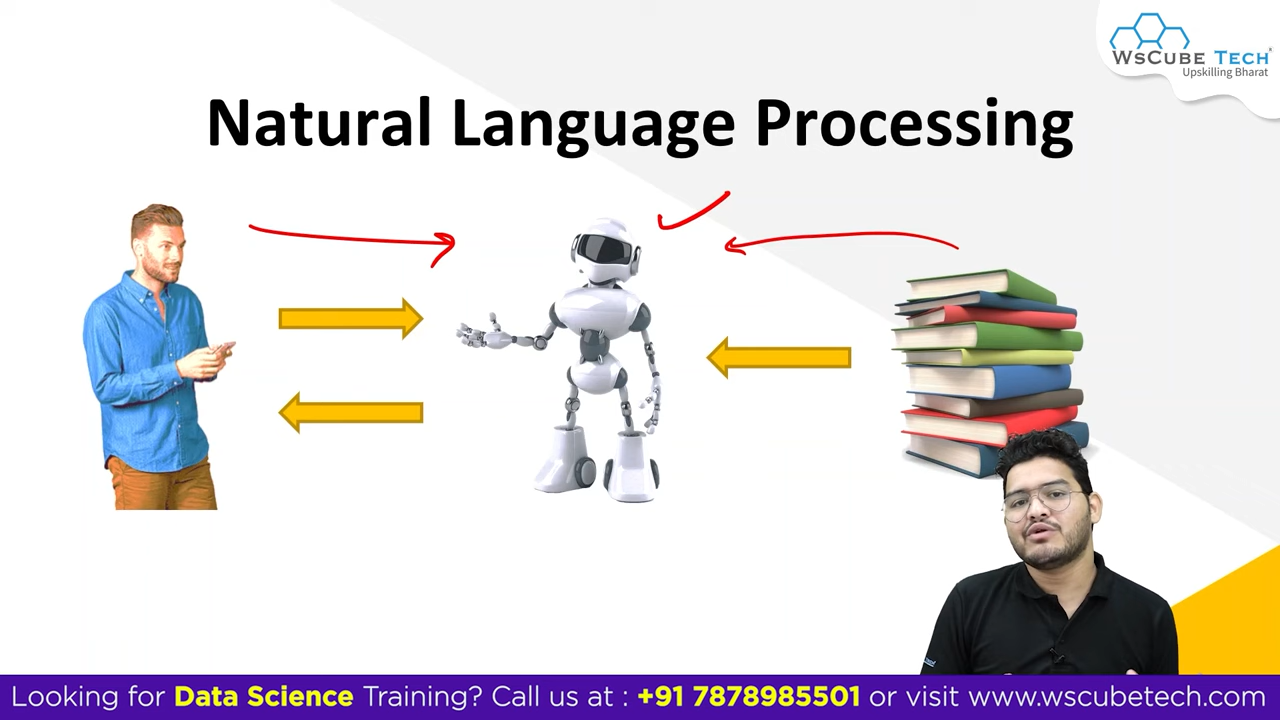 WsCube Tech
Upskilling Bharat
Natural Language Processing
Looking for Data Science Training? Call us at : +91 7878985501 or visit www.wscubetech.com